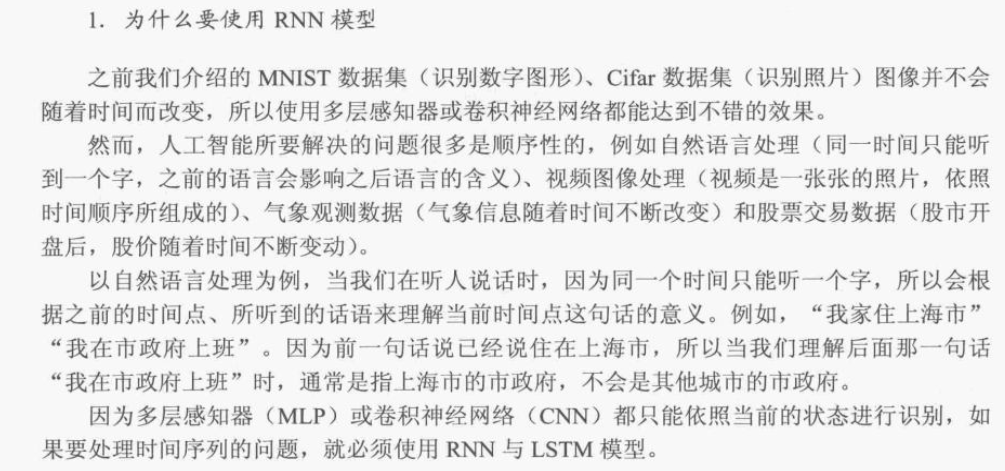 1. 为什么要使用 RNN 模型
之前我们介绍的 MNIST 数据集（识别数字图形）、Cifar 数据集（识别照片）图像并不会
随着时间而改变，所以使用多层感知器或卷积神经网络都能达到不错的效果。
然而，人工智能所要解决的问题很多是顺序性的，例如自然语言处理（同一时间只能听
到一个字，之前的语言会影响之后语言的含义）、视频图像处理（视频是一张张的照片，依照
时间顺序所组成的）、气象观测数据（气象信息随着时间不断改变）和股票交易数据（股市开
盘后，股价随着时间不断变动）。
以自然语言处理为例，当我们在听人说话时，因为同一个时间只能听一个字，所以会根
据之前的时间点、所听到的话语来理解当前时间点这句话的意义。例如，“我家住上海市”
“我在市政府上班”。因为前一句话说已经说住在上海市，所以当我们理解后面那一句话
“我在市政府上班”时，通常是指上海市的市政府，不会是其他城市的市政府。
因为多层感知器（MLP）或卷积神经网络（CNN）都只能依照当前的状态进行识别，如
果要处理时间序列的问题，就必须使用 RNN 与 LSTM 模型。